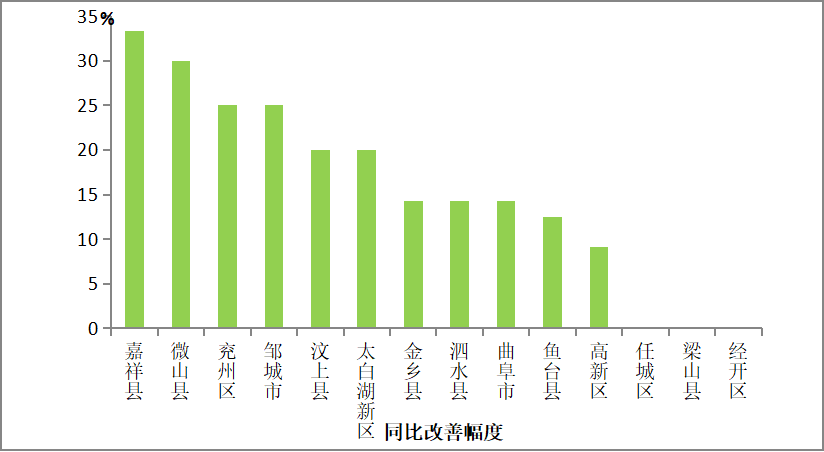 35%
30
25
20
15
10
5
0
嘉祥县
微山县
兖州区
邹城市
汶上县
太白湖新区
金乡县
泗水县
曲阜市
鱼台县
高新区
任城区
梁山县
经开区
同比改善幅度